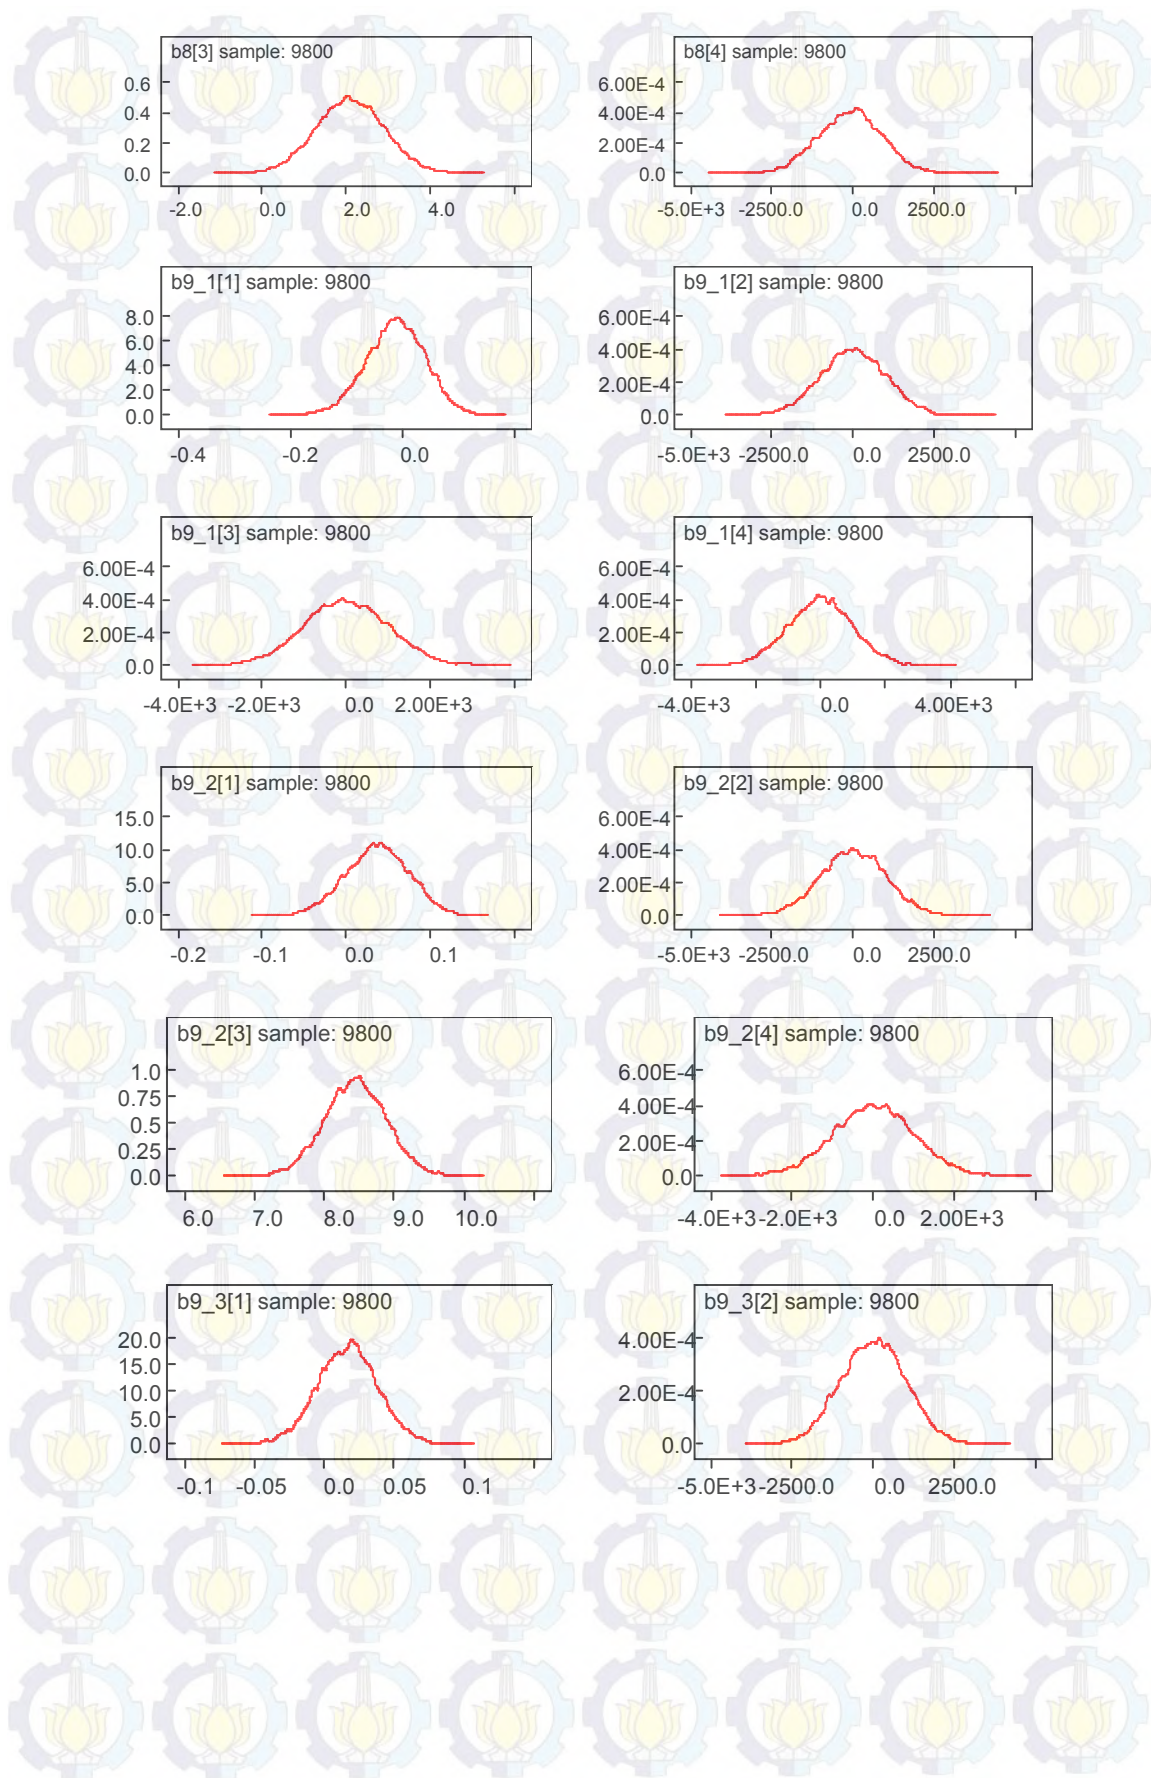 b8[3] sample: 9800
0.6
0.4
0.2
0.0
-2.0 0.0 2.0 4.0
b8[4] sample: 9800
6.00E-4
4.00E-4
2.00E-4
0.0
-5.0E+3 -2500.0 0.0 2500.0
b9_1[1] sample: 9800
8.0
6.0
4.0
2.0
0.0
-0.4 -0.2 0.0
b9_1[2] sample: 9800
6.00E-4
4.00E-4
2.00E-4
0.0
-5.0E+3 -2500.0 0.0 2500.0
b9_1[3] sample: 9800
6.00E-4
4.00E-4
2.00E-4
0.0
-4.0E+3 -2.0E+3 0.0 2.00E+3
b9_1[4] sample: 9800
6.00E-4
4.00E-4
2.00E-4
0.0
-4.0E+3 0.0 4.00E+3
b9_2[1] sample: 9800
15.0
10.0
5.0
0.0
-0.2 -0.1 0.0 0.1
b9_2[2] sample: 9800
6.00E-4
4.00E-4
2.00E-4
0.0
-5.0E+3 -2500.0 0.0 2500.0
b9_2[3] sample: 9800
1.0
0.75
0.5
0.25
0.0
6.0 7.0 8.0 9.0 10.0
b9_2[4] sample: 9800
6.00E-4
4.00E-4
2.00E-4
0.0
-4.0E+3 -2.0E+3 0.0 2.00E+3
b9_3[1] sample: 9800
20.0
15.0
10.0
5.0
0.0
-0.1 -0.05 0.0 0.05 0.1
b9_3[2] sample: 9800
4.00E-4
2.00E-4
0.0
-5.0E+3 -2500.0 0.0 2500.0